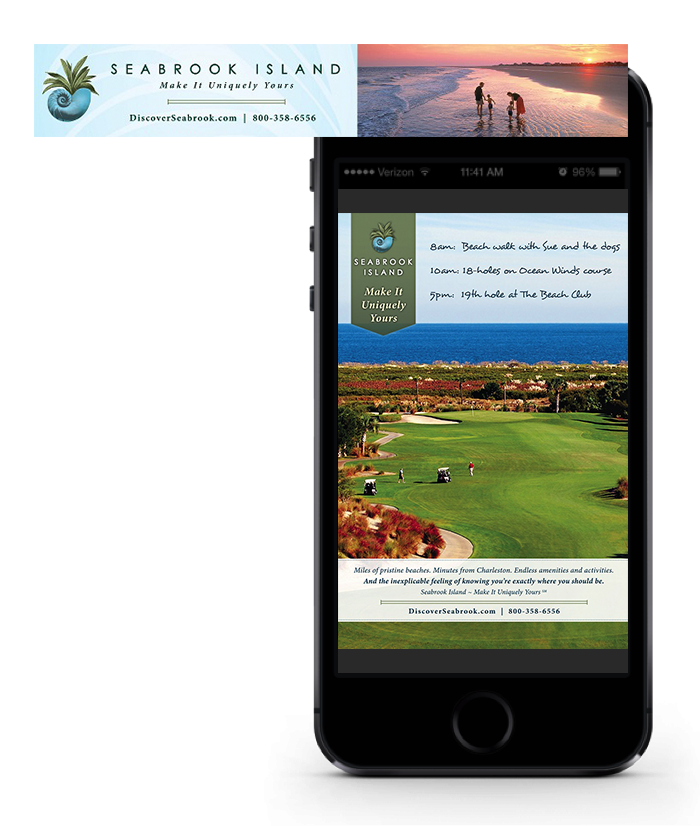 SEABROOK ISLAND
Make It Uniquely Yours
DiscoverSeabrook.com | 800-358-6556
Verizon 11:41 AM 96%
SEABROOK
ISLAND
Make It
Uniquely
Yours
8am: Beach walk with Sue and the dogs
10am: 18-holes on Ocean Winds course
5pm: 19th hole at The Beach Club
Miles of pristine beaches. Minutes from Charleston. Endless amenities and activities.
And the inexplicable feeling of knowing you're exactly where you should be.
Seabrook Island ~ Make It Uniquely Yours℠
DiscoverSeabrook.com | 800-358-6556